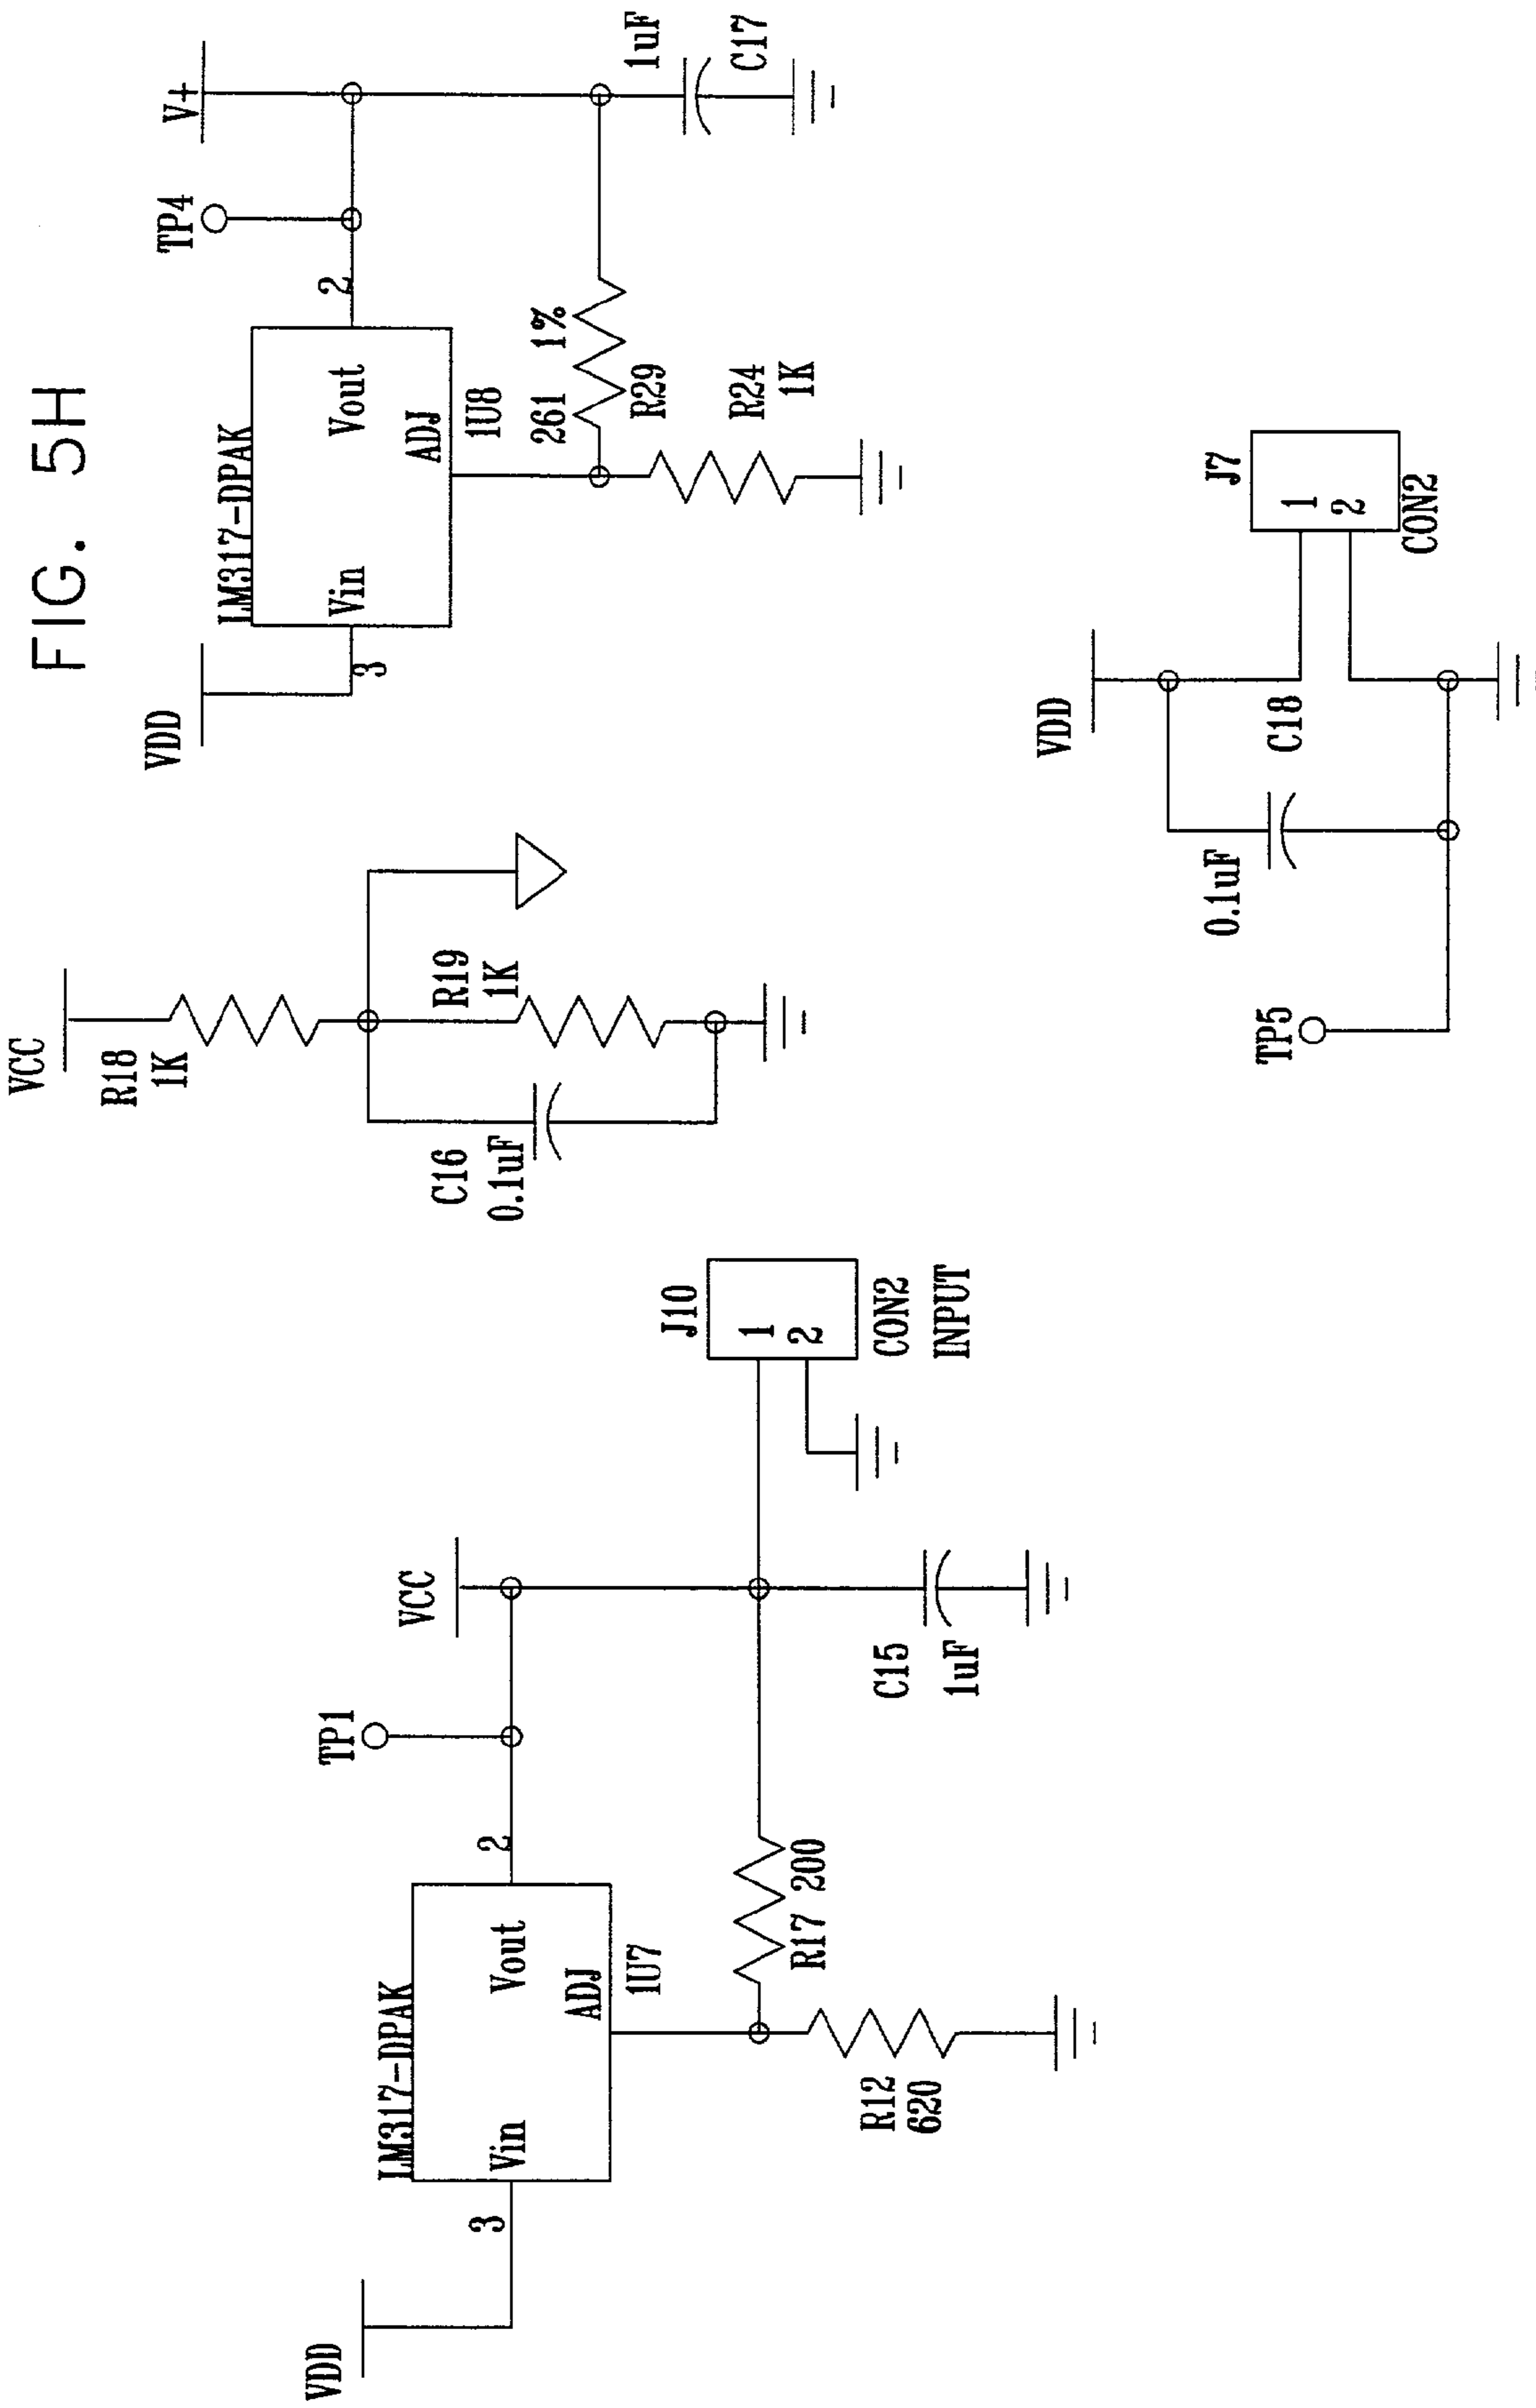 FIG. 5H
VDD
LM317-DPAK
Vin
Vout
ADJ
3
2
1U7
TP1
VCC
R17 200
R12
620
C15
1uF
J10
1
2
CON2
INPUT
VCC
R18
1K
R19
1K
C16
0.1uF
VDD
LM317-DPAK
Vin
Vout
ADJ
3
2
1U8
TP4
V+
261 1%
R29
R24
1K
1uF
C17
TP5
0.1uF
C18
VDD
J7
1
2
CON2